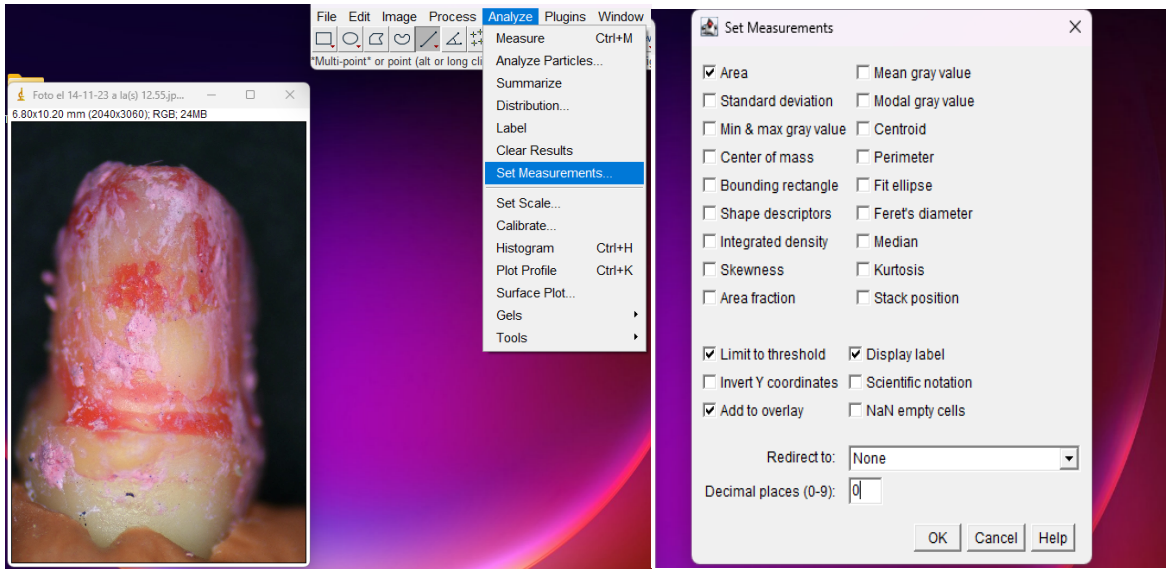 File Edit Image Process Analyze Plugins Window
*Multi-point* or point (alt or long cli
Measure Ctrl+M
Analyze Particles...
Summarize
Distribution...
Label
Clear Results
Set Measurements...
Set Scale...
Calibrate...
Histogram Ctrl+H
Plot Profile Ctrl+K
Surface Plot...
Gels
Tools
Foto el 14-11-23 a la(s) 12.55.jp...
6.80x10.20 mm (2040x3060); RGB; 24MB
Set Measurements
Area Mean gray value
Standard deviation Modal gray value
Min & max gray value Centroid
Center of mass Perimeter
Bounding rectangle Fit ellipse
Shape descriptors Feret's diameter
Integrated density Median
Skewness Kurtosis
Area fraction Stack position
Limit to threshold Display label
Invert Y coordinates Scientific notation
Add to overlay NaN empty cells
Redirect to: None
Decimal places (0-9): 0
OK Cancel Help